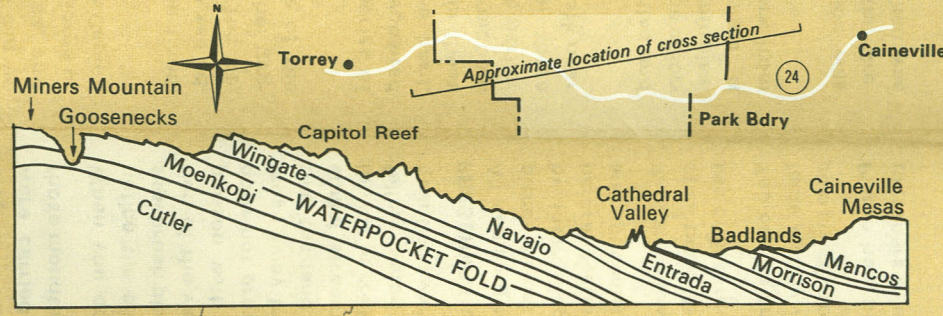 N
Torrey
Approximate location of cross section
24
Caineville
Park Bdry
Miners Mountain
Goosenecks
Capitol Reef
Cathedral
Valley
Badlands
Caineville
Mesas
Wingate
Moenkopi
WATERPOCKET FOLD
Cutler
Navajo
Entrada
Morrison
Mancos